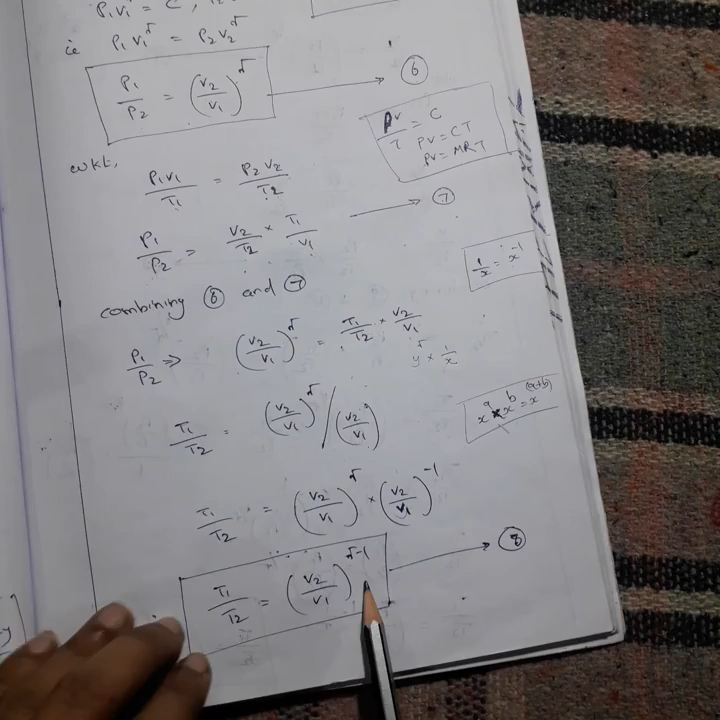 P₁V₁^γ = C,
ie P₁V₁^γ = P₂V₂^γ
P₁/P₂ = (V₂/V₁)^γ → ⑥
PV/T = C
PV = CT
PV = MRT
wkt,
P₁V₁/T₁ = P₂V₂/T₂
P₁/P₂ = V₂/T₂ × T₁/V₁ → ⑦
1/x = x⁻¹
combining ⑥ and ⑦
P₁/P₂ ⇒ (V₂/V₁)^γ = T₁/T₂ × V₂/V₁
y^γ × 1/x
T₁/T₂ = (V₂/V₁)^γ / (V₂/V₁)
x^a × x^b = x^(a+b)
T₁/T₂ = (V₂/V₁)^γ × (V₂/V₁)^-1
T₁/T₂ = (V₂/V₁)^γ-1 → ⑧